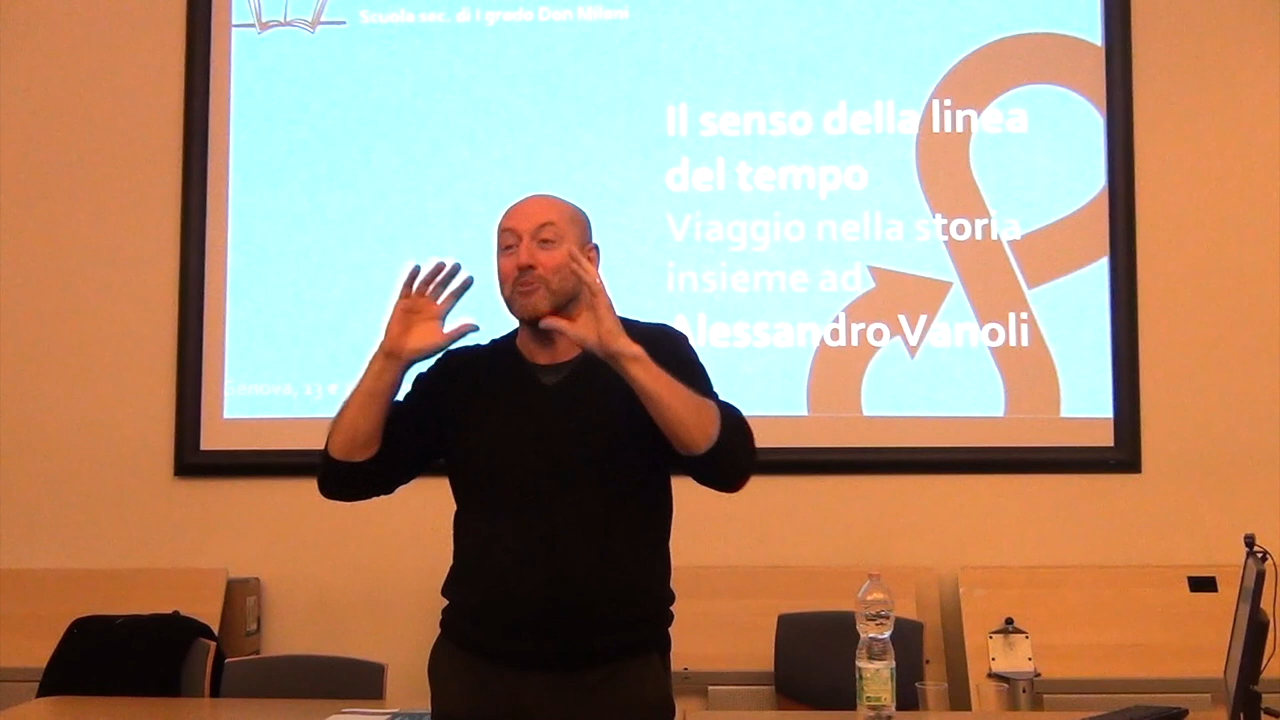 Scuola sec. di I grado Don Milani
Il senso della linea
del tempo
Viaggio nella storia
insieme ad
Alessandro Vanoli
Genova, 13 e